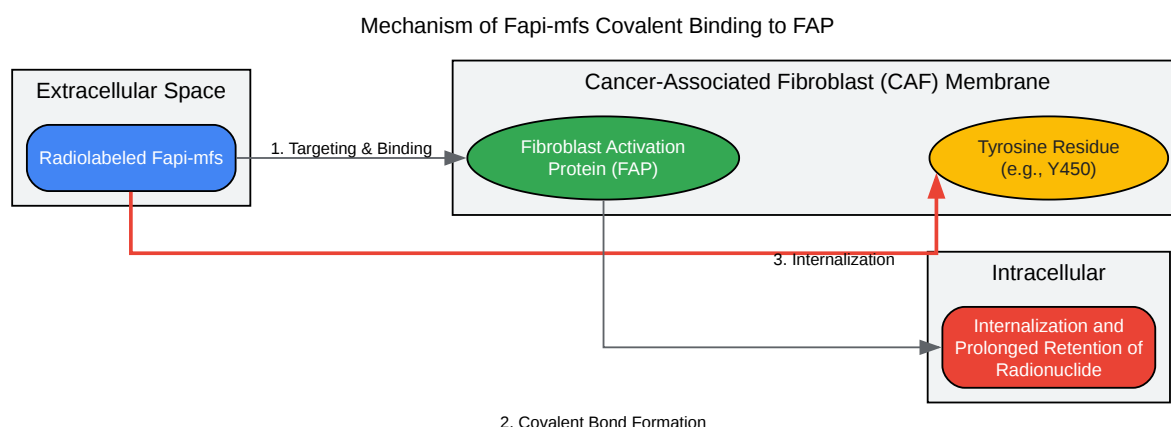 Mechanism of Fapi-mfs Covalent Binding to FAP
Extracellular Space
Cancer-Associated Fibroblast (CAF) Membrane
Radiolabeled Fapi-mfs
1. Targeting & Binding
Fibroblast Activation
Protein (FAP)
Tyrosine Residue
(e.g., Y450)
3. Internalization
Intracellular
Internalization and
Prolonged Retention of
Radionuclide
2. Covalent Bond Formation